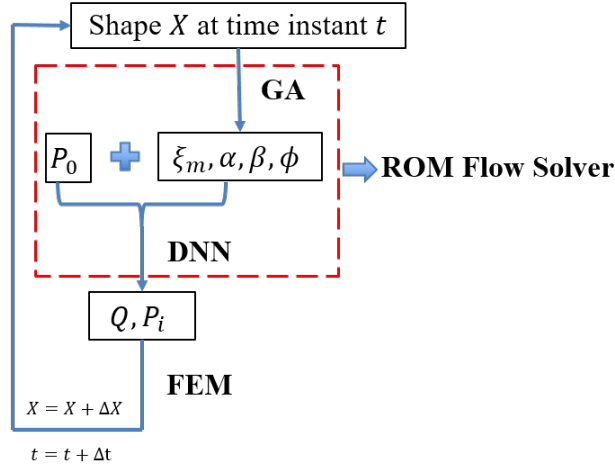 Shape X at time instant t
GA
P₀
ξₘ, α, β, ϕ
ROM Flow Solver
DNN
Q, Pᵢ
FEM
X = X + ΔX
t = t + Δt